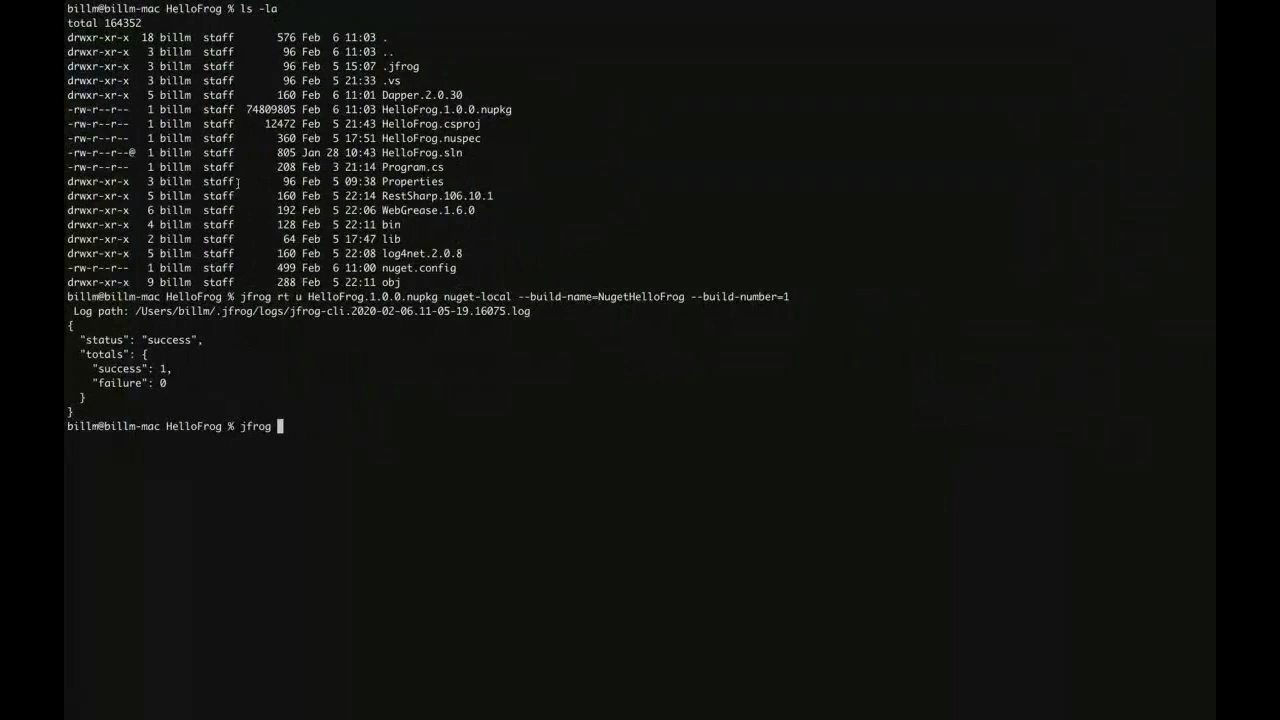 billm@billm-mac HelloFrog % ls -la
total 164352
drwxr-xr-x  18 billm  staff       576 Feb  6 11:03 .
drwxr-xr-x   3 billm  staff        96 Feb  6 11:03 ..
drwxr-xr-x   3 billm  staff        96 Feb  5 15:07 .jfrog
drwxr-xr-x   3 billm  staff        96 Feb  5 21:33 .vs
drwxr-xr-x   5 billm  staff       160 Feb  6 11:01 Dapper.2.0.30
-rw-r--r--   1 billm  staff  74809805 Feb  6 11:03 HelloFrog.1.0.0.nupkg
-rw-r--r--   1 billm  staff     12472 Feb  5 21:43 HelloFrog.csproj
-rw-r--r--   1 billm  staff       360 Feb  5 17:51 HelloFrog.nuspec
-rw-r--r--@  1 billm  staff       805 Jan 28 10:43 HelloFrog.sln
-rw-r--r--   1 billm  staff       208 Feb  3 21:14 Program.cs
drwxr-xr-x   3 billm  staff        96 Feb  5 09:38 Properties
drwxr-xr-x   5 billm  staff       160 Feb  5 22:14 RestSharp.106.10.1
drwxr-xr-x   6 billm  staff       192 Feb  5 22:06 WebGrease.1.6.0
drwxr-xr-x   4 billm  staff       128 Feb  5 22:11 bin
drwxr-xr-x   2 billm  staff        64 Feb  5 17:47 lib
drwxr-xr-x   5 billm  staff       160 Feb  5 22:08 log4net.2.0.8
-rw-r--r--   1 billm  staff       499 Feb  6 11:00 nuget.config
drwxr-xr-x   9 billm  staff       288 Feb  5 22:11 obj
billm@billm-mac HelloFrog % jfrog rt u HelloFrog.1.0.0.nupkg nuget-local --build-name=NugetHelloFrog --build-number=1
 Log path: /Users/billm/.jfrog/logs/jfrog-cli.2020-02-06.11-05-19.16075.log
{
  "status": "success",
  "totals": {
    "success": 1,
    "failure": 0
  }
}
billm@billm-mac HelloFrog % jfrog